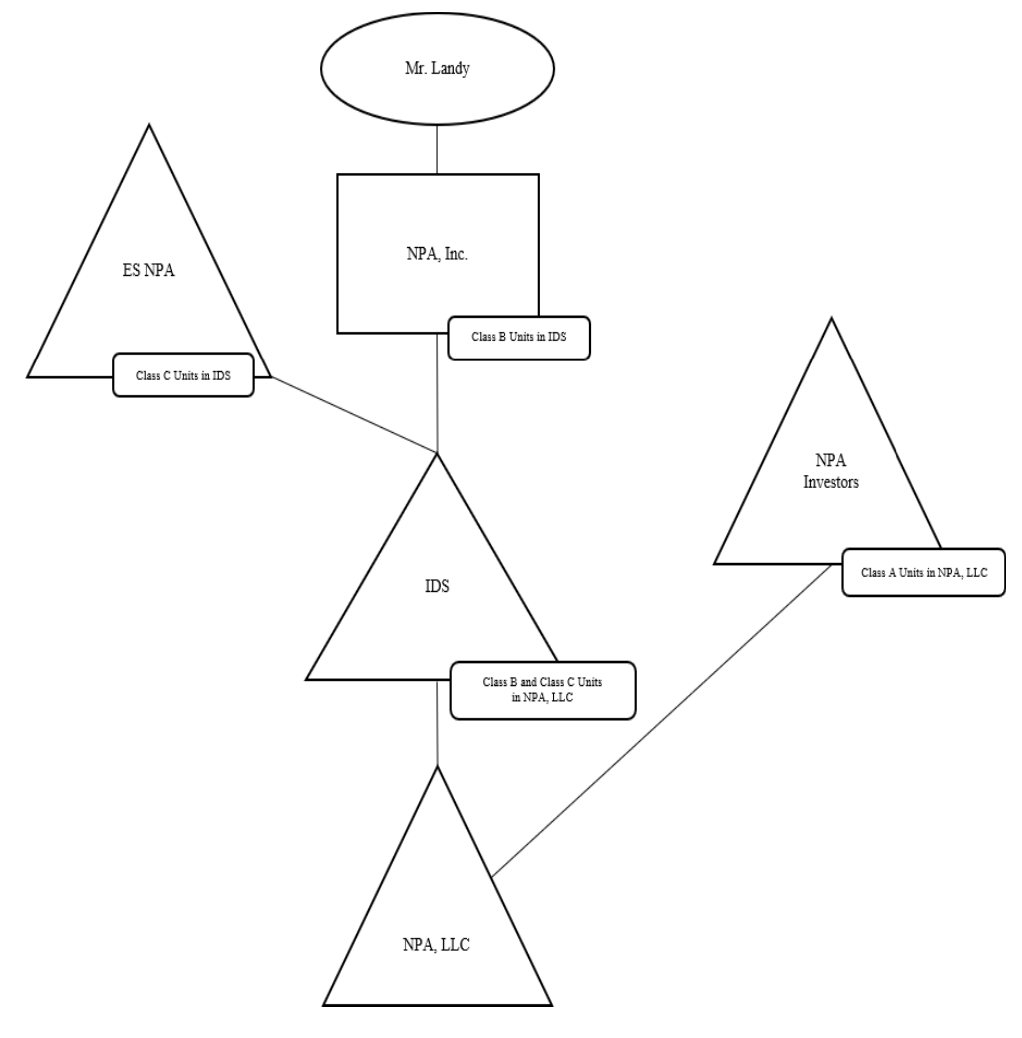 Mr. Landy
NPA, Inc.
Class B Units in IDS
ES NPA
Class C Units in IDS
NPA
Investors
Class A Units in NPA, LLC
IDS
Class B and Class C Units
in NPA, LLC
NPA, LLC